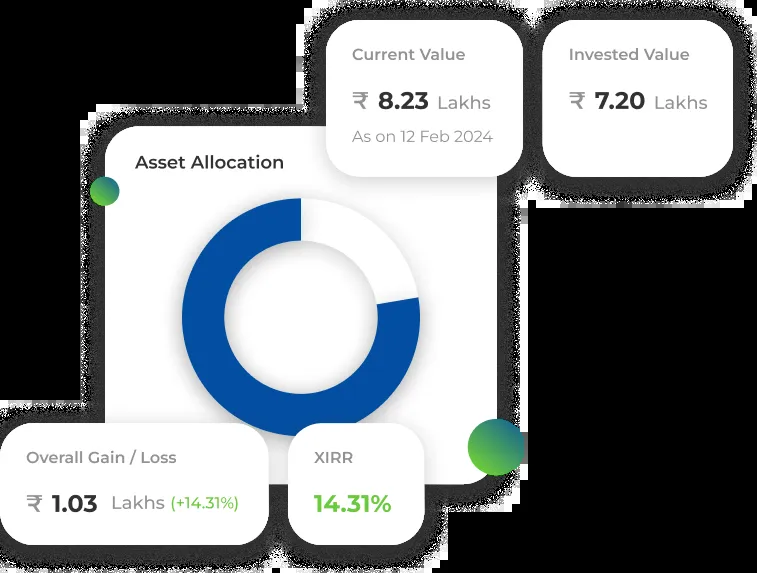 Current Value
₹ 8.23 Lakhs
As on 12 Feb 2024
Invested Value
₹ 7.20 Lakhs
Asset Allocation
Overall Gain / Loss
₹ 1.03 Lakhs (+14.31%)
XIRR
14.31%